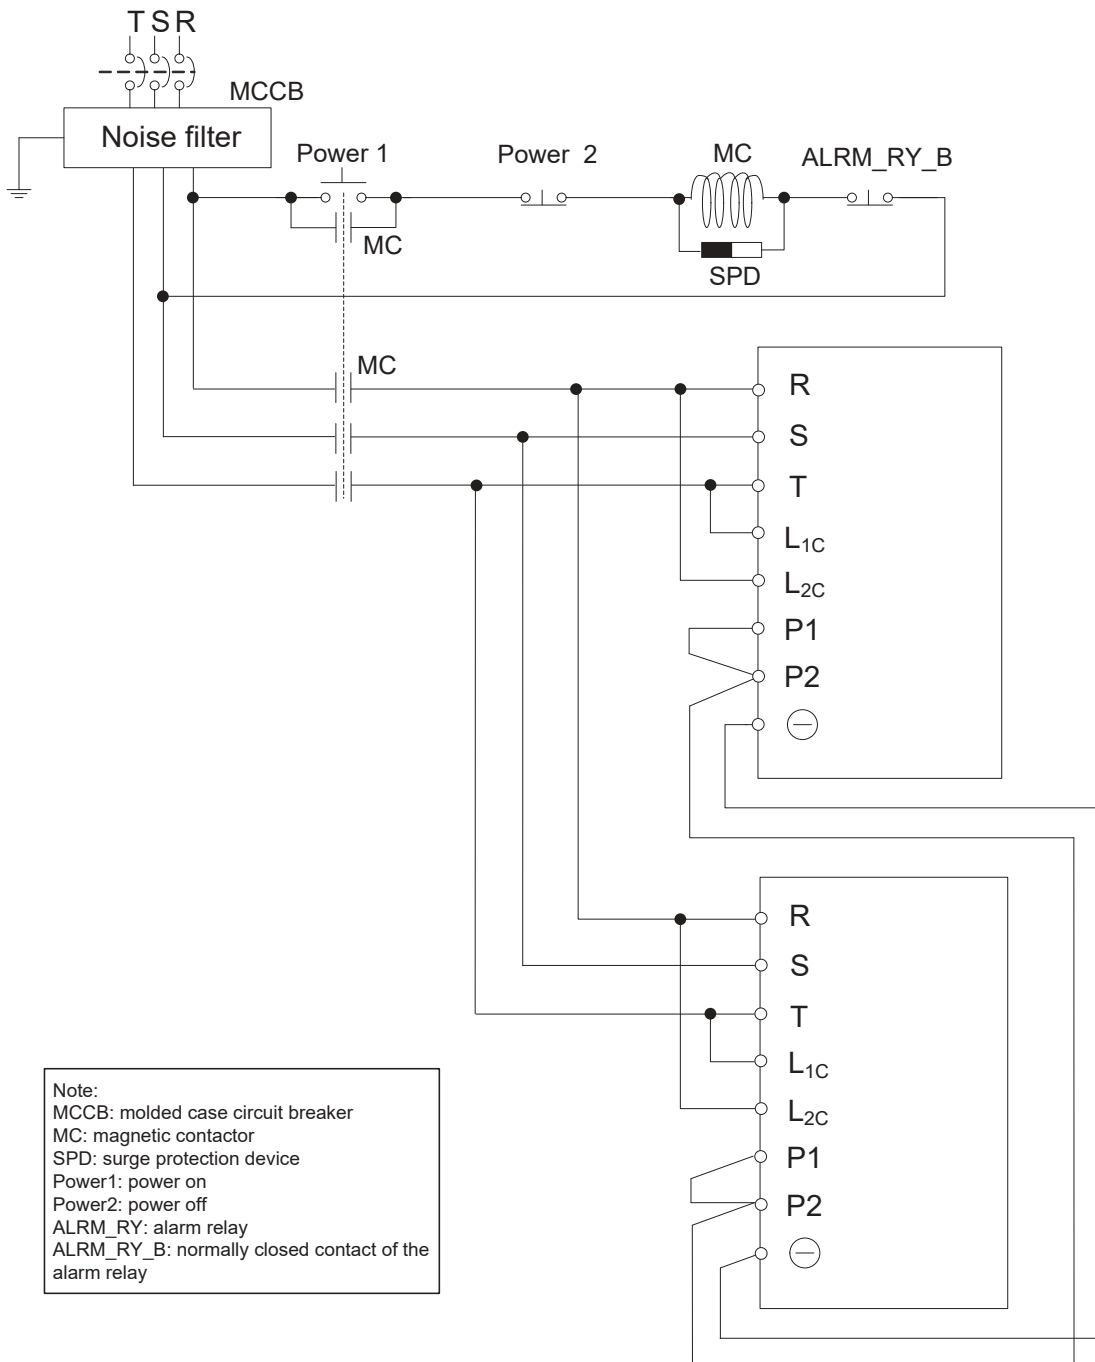 T S R
MCCB
Noise filter
Power 1
Power 2
MC
ALRM_RY_B
MC
SPD
MC
R
S
T
L1C
L2C
P1
P2
R
S
T
L1C
L2C
P1
P2
Note:
MCCB: molded case circuit breaker
MC: magnetic contactor
SPD: surge protection device
Power1: power on
Power2: power off
ALRM_RY: alarm relay
ALRM_RY_B: normally closed contact of the
alarm relay